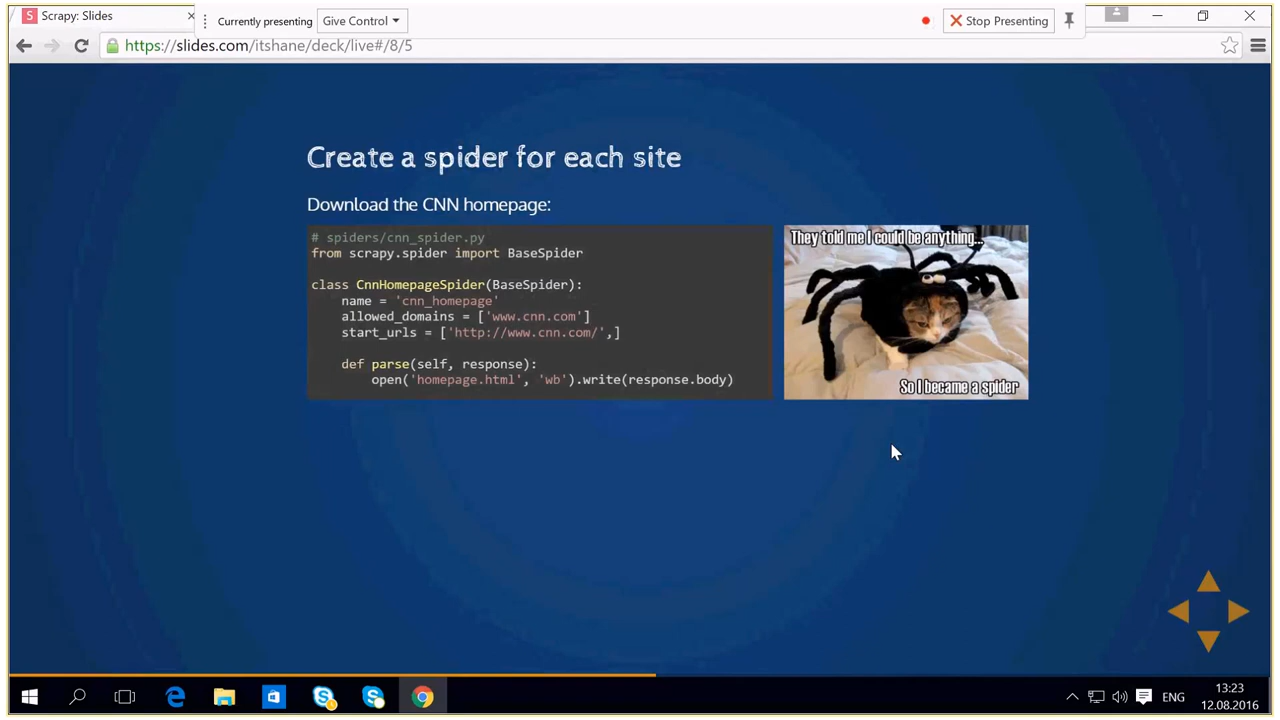 Scrapy: Slides
Currently presenting
Give Control
Stop Presenting
https://slides.com/itshane/deck/live#/8/5
Create a spider for each site
Download the CNN homepage:
# spiders/cnn_spider.py
from scrapy.spider import BaseSpider
class CnnHomepageSpider(BaseSpider):
name = 'cnn_homepage'
allowed_domains = ['www.cnn.com']
start_urls = ['http://www.cnn.com/',]
def parse(self, response):
open('homepage.html', 'wb').write(response.body)
They told me I could be anything...
So I became a spider
ENG
13:23
12.08.2016